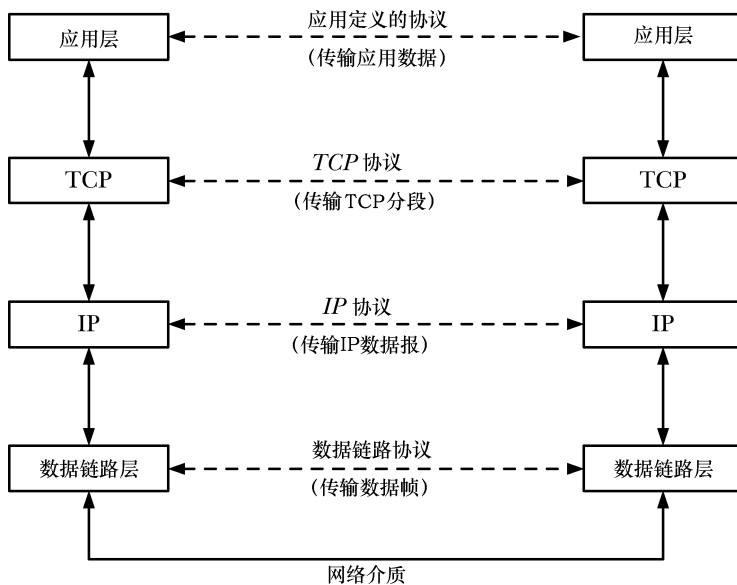 应用层
应用定义的协议
(传输应用数据)
应用层
TCP
TCP 协议
(传输TCP分段)
TCP
IP
IP 协议
(传输IP数据报)
IP
数据链路层
数据链路协议
(传输数据帧)
数据链路层
网络介质